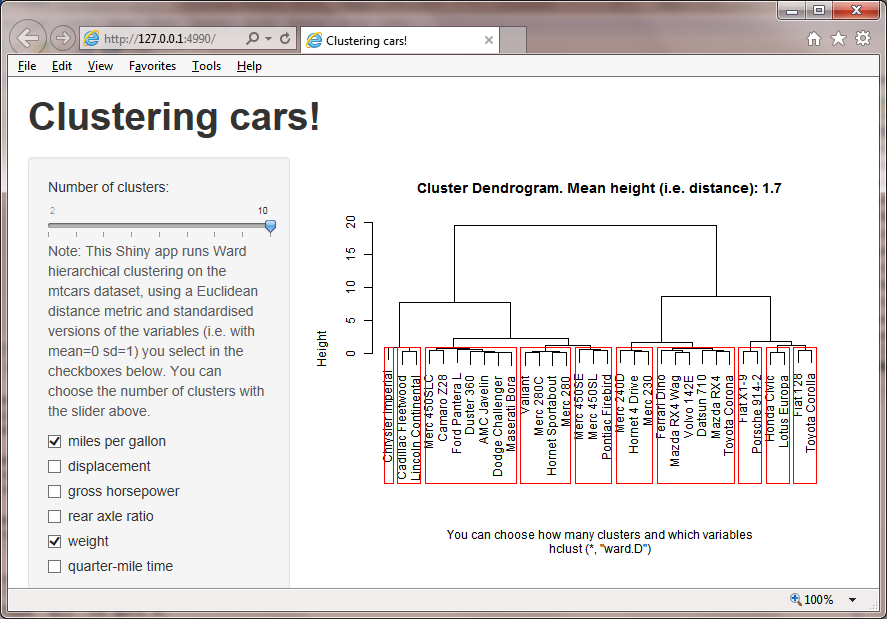 http://127.0.0.1:4990/
Clustering cars!
File Edit View Favorites Tools Help
Clustering cars!
Number of clusters:
2 10
Note: This Shiny app runs Ward
hierarchical clustering on the
mtcars dataset, using a Euclidean
distance metric and standardised
versions of the variables (i.e. with
mean=0 sd=1) you select in the
checkboxes below. You can
choose the number of clusters with
the slider above.
miles per gallon
displacement
gross horsepower
rear axle ratio
weight
quarter-mile time
Cluster Dendrogram. Mean height (i.e. distance): 1.7
Height
20
15
10
5
0
Chrysler Imperial
Cadillac Fleetwood
Lincoln Continental
Merc 450SLC
Camaro Z28
Ford Pantera L
Duster 360
AMC Javelin
Dodge Challenger
Maserati Bora
Valiant
Merc 280C
Hornet Sportabout
Merc 280
Merc 450SE
Merc 450SL
Pontiac Firebird
Merc 240D
Hornet 4 Drive
Merc 230
Ferrari Dino
Mazda RX4 Wag
Volvo 142E
Datsun 710
Mazda RX4
Toyota Corona
Fiat X1-9
Porsche 914-2
Honda Civic
Lotus Europa
Fiat 128
Toyota Corolla
You can choose how many clusters and which variables
hclust (*, "ward.D")
100%